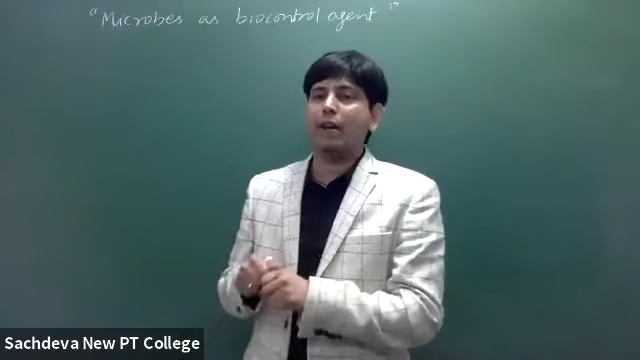 "Microbes as biocontrol agent"
Sachdeva New PT College